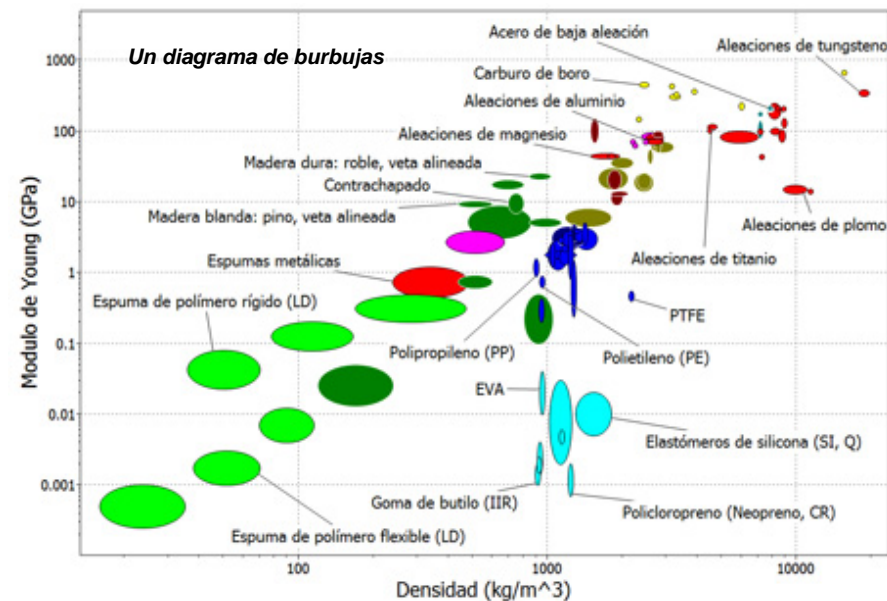 Un diagrama de burbujas
Acero de baja aleación
Aleaciones de tungsteno
Carburo de boro
Aleaciones de aluminio
Aleaciones de magnesio
Madera dura: roble, veta alineada
Contrachapado
Madera blanda: pino, veta alineada
Aleaciones de plomo
Aleaciones de titanio
Espumas metálicas
Espuma de polímero rígido (LD)
PTFE
Polipropileno (PP)
Polietileno (PE)
EVA
Elastómeros de silicona (SI, Q)
Goma de butilo (IIR)
Policloropreno (Neopreno, CR)
Espuma de polímero flexible (LD)
Modulo de Young (GPa)
1000
100
10
1
0.1
0.01
0.001
100
1000
10000
Densidad (kg/m^3)